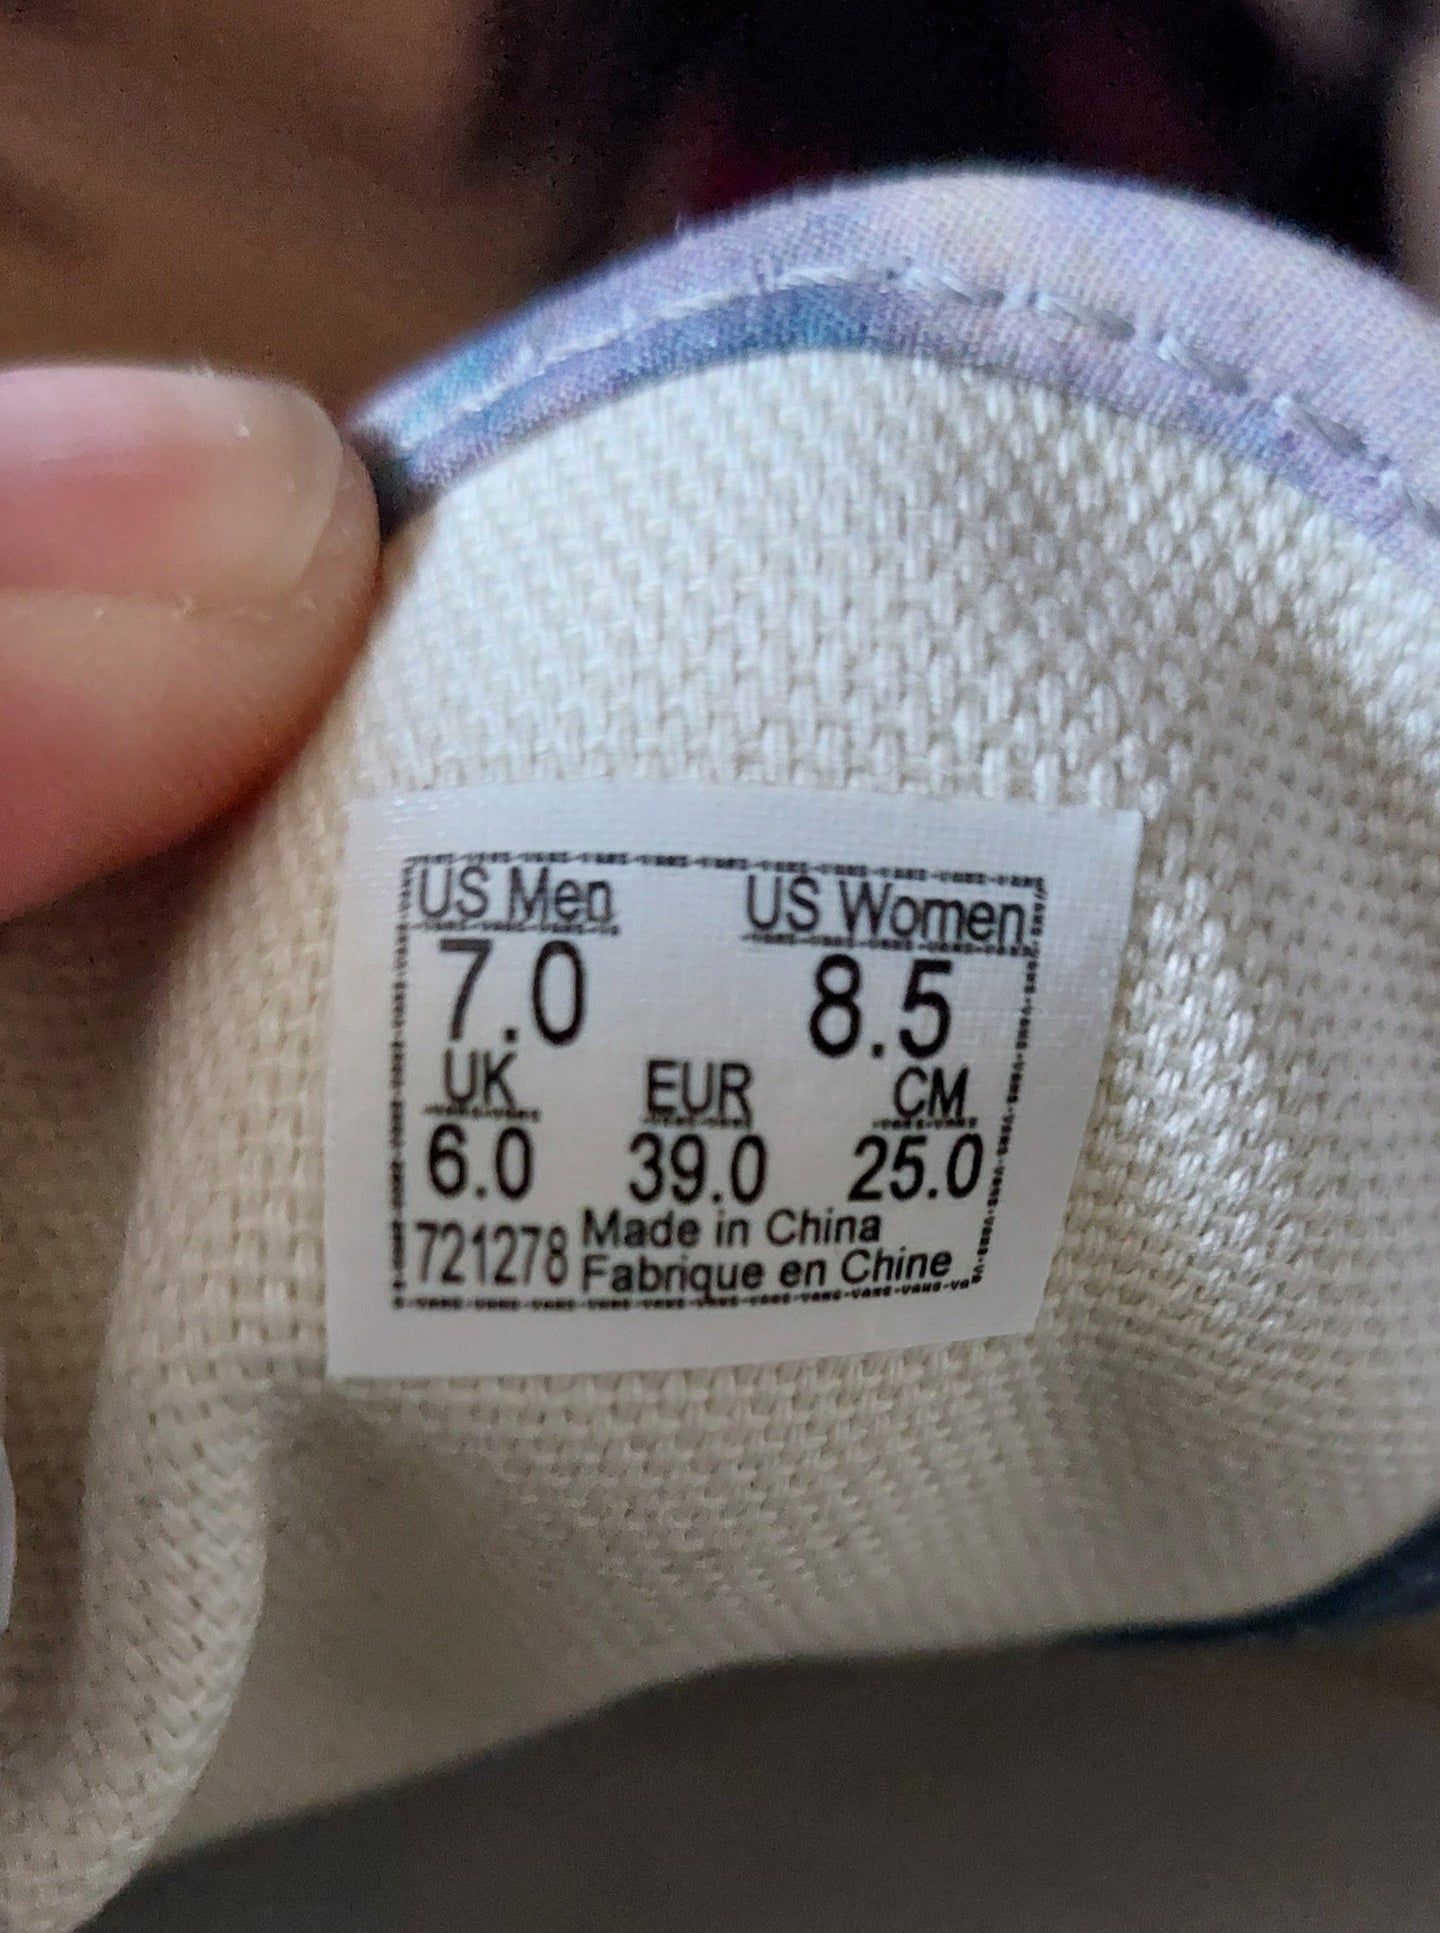 US Men US Women
7.0 8.5
UK EUR CM
6.0 39.0 25.0
721278 Made in China
Fabrique en Chine